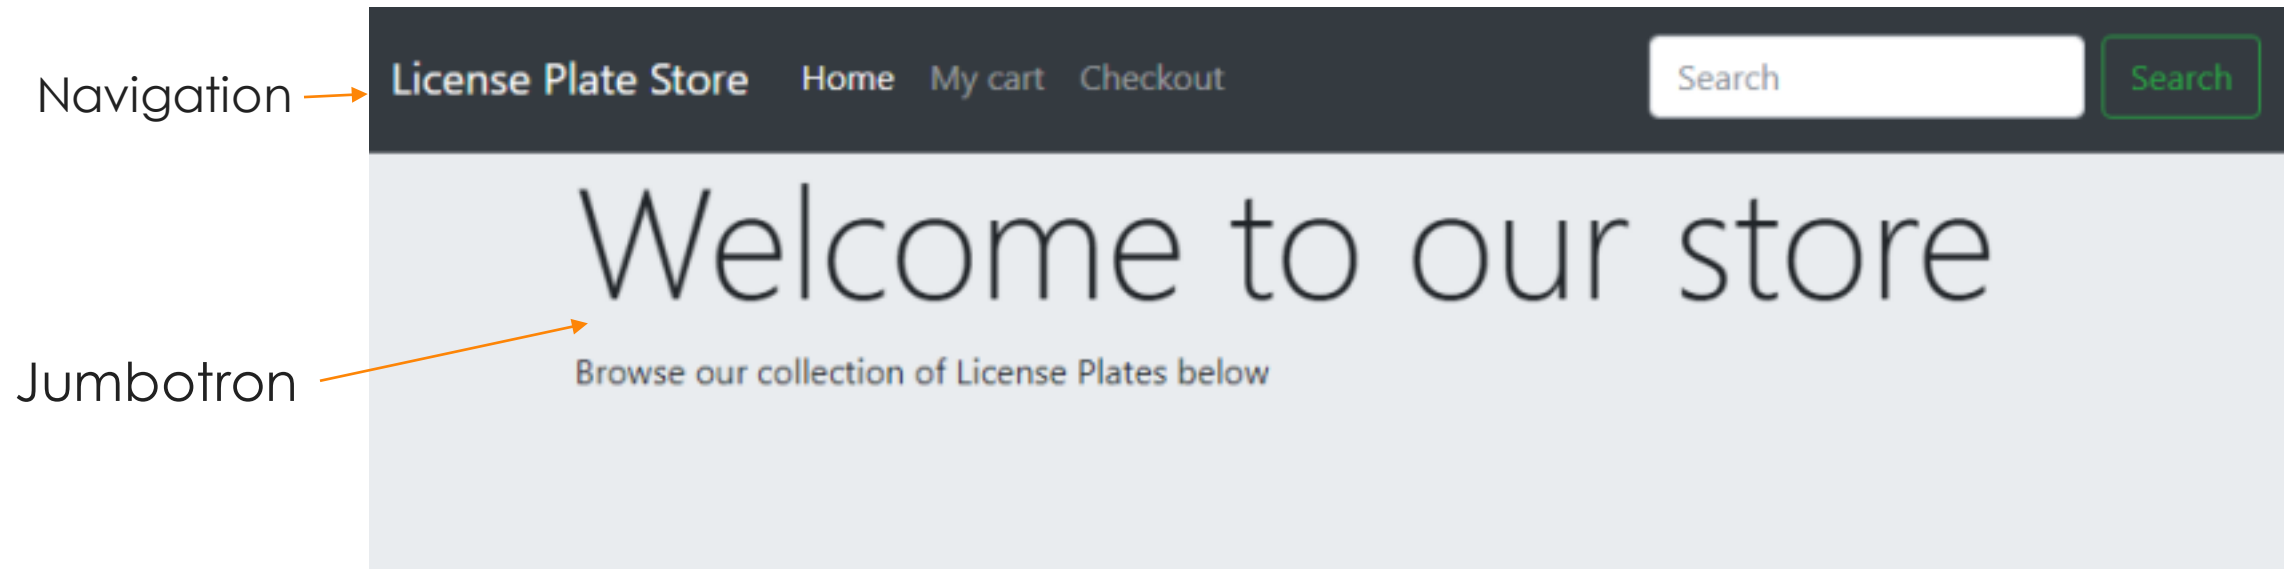 Navigation
License Plate Store Home My cart Checkout Search Search
Welcome to our store
Jumbotron
Browse our collection of License Plates below